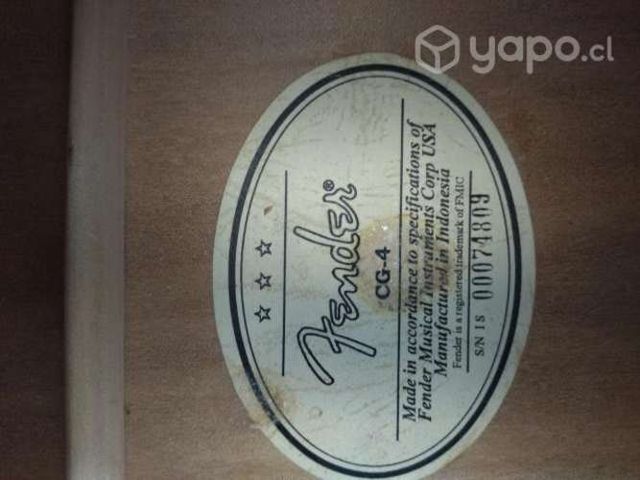 yapo.cl
Fender®
CG-4
Made in accordance to specifications of
Fender Musical Instruments Corp USA
Manufactured in Indonesia
Fender is a registered trademark of FMIC
S/N IS 00074809